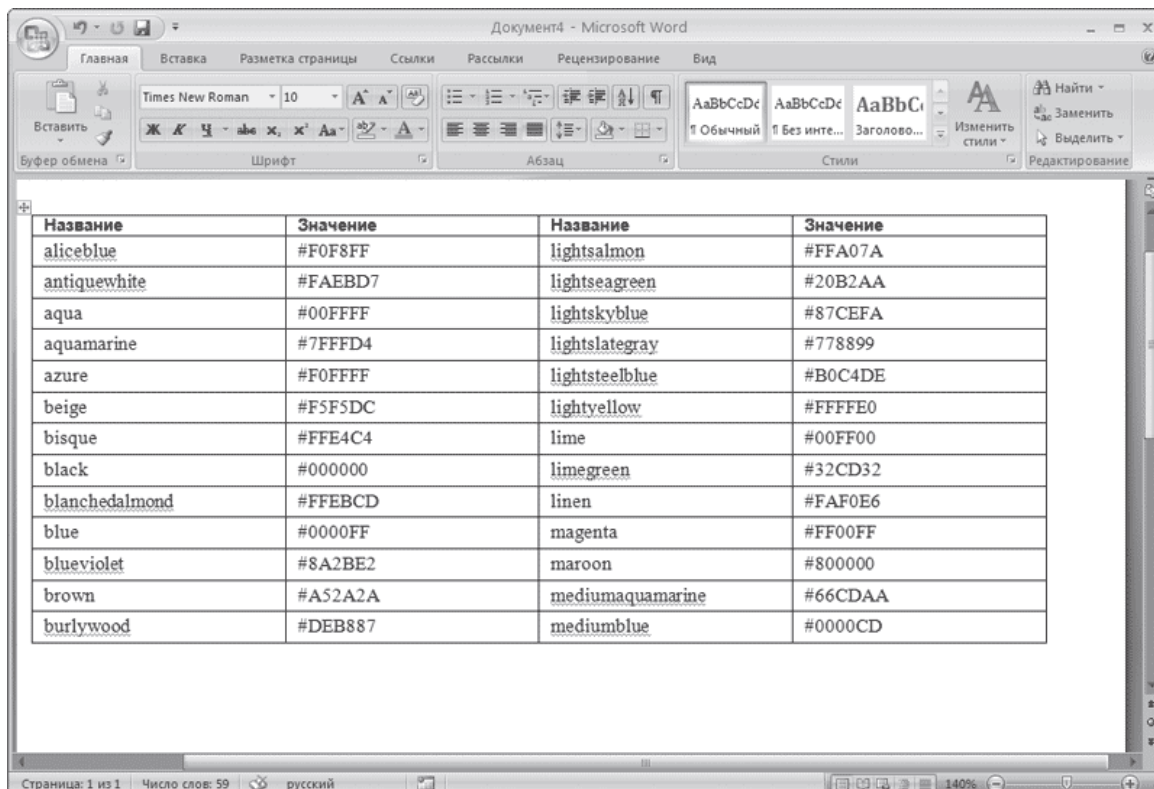 Документ4 - Microsoft Word
Главная Вставка Разметка страницы Ссылки Рассылки Рецензирование Вид
Times New Roman 10
Найти
Заменить
Выделить
Вставить
Ж К Ч abe x, x² Aa A
AaBbCcDc AaBbCcDc AaBbC
¶ Обычный ¶ Без инте... Заголово...
Изменить стили
Буфер обмена Шрифт Абзац Стили Редактирование
Название Значение Название Значение
aliceblue #F0F8FF lightsalmon #FFA07A
antiquewhite #FAEBD7 lightseagreen #20B2AA
aqua #00FFFF lightskyblue #87CEFA
aquamarine #7FFFD4 lightslategray #778899
azure #F0FFFF lightsteelblue #B0C4DE
beige #F5F5DC lightyellow #FFFFE0
bisque #FFE4C4 lime #00FF00
black #000000 limegreen #32CD32
blanchedalmond #FFEBCD linen #FAF0E6
blue #0000FF magenta #FF00FF
blueviolet #8A2BE2 maroon #800000
brown #A52A2A mediumaquamarine #66CDAA
burlywood #DEB887 mediumblue #0000CD
Страница: 1 из 1 Число слов: 59 русский 140%